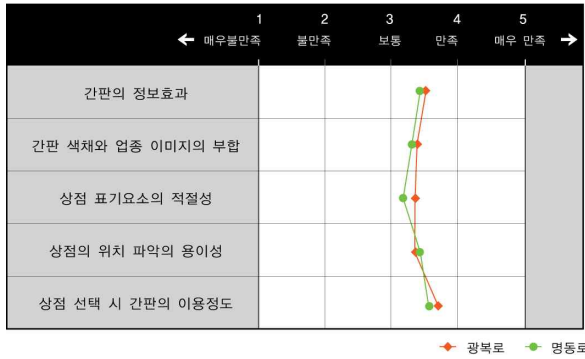 1 2 3 4 5
← 매우불만족 불만족 보통 만족 매우 만족 →
간판의 정보효과
간판 색채와 업종 이미지의 부합
상점 표기요소의 적절성
상점의 위치 파악의 용이성
상점 선택 시 간판의 이용정도
광복로 명동로